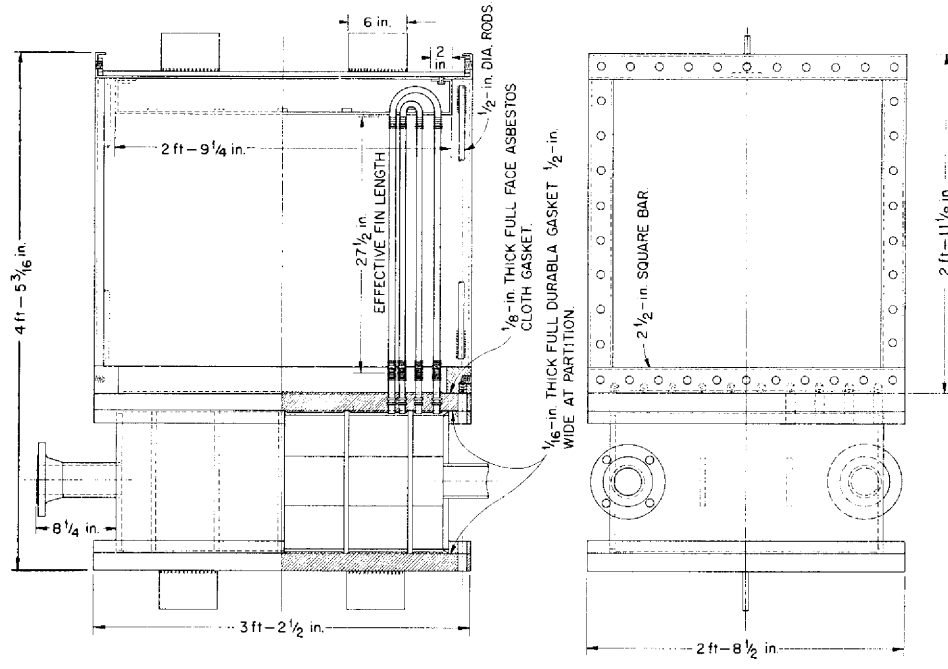 6 in.
2
in
1/2-in. DIA. RODS
2 ft-9 1/4 in.
EFFECTIVE FIN LENGTH
27 1/2 in.
4 ft-5 3/16 in.
1/8-in. THICK FULL FACE ASBESTOS
CLOTH GASKET.
1/16-in. THICK FULL DURABLA GASKET 1/2-in.
WIDE AT PARTITION.
8 1/4 in.
3 ft-2 1/2 in.
2 1/2-in. SQUARE BAR
2 ft-11 1/8 in.
2 ft-8 1/2 in.